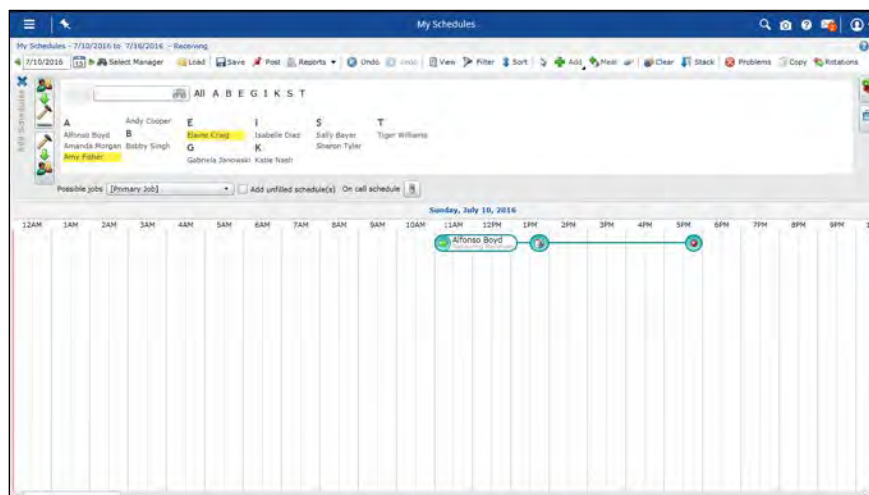 My Schedules
My Schedules - 7/10/2016 to 7/16/2016 - Receiving
7/10/2016 Select Manager Load Save Post Reports Undo View Filter Sort Add Meal Clear Stack Problems Copy Rotations
Add Schedules
All A B E G I K S T
A Andy Cooper E I S T
Alfonso Boyd B Elaine Craig Isabelle Diaz Sally Bayer Tiger Williams
Amanda Morgan Bobby Singh G K Sharon Tyler
Amy Fisher Gabriela Janowski Katie Nash
Possible jobs [Primary Job] Add unfilled schedule(s) On call schedule
Sunday, July 10, 2016
12AM 1AM 2AM 3AM 4AM 5AM 6AM 7AM 8AM 9AM 10AM 11AM 12PM 1PM 2PM 3PM 4PM 5PM 6PM 7PM 8PM 9PM
Alfonso Boyd